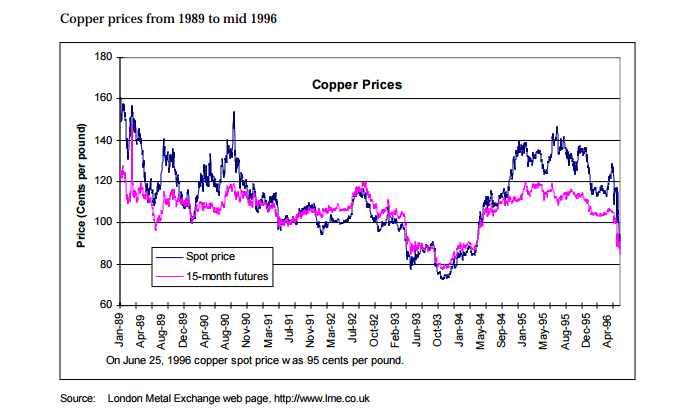 Copper prices from 1989 to mid 1996
Copper Prices
Price (Cents per pound)
180
160
140
120
100
80
60
Spot price
15-month futures
Jan-89
Apr-89
Aug-89
Dec-89
Apr-90
Aug-90
Nov-90
Mar-91
Jul-91
Nov-91
Mar-92
Jul-92
Oct-92
Feb-93
Jun-93
Oct-93
Jan-94
May-94
Sep-94
Jan-95
May-95
Aug-95
Dec-95
Apr-96
On June 25, 1996 copper spot price w as 95 cents per pound.
Source: London Metal Exchange web page, http://www.lme.co.uk